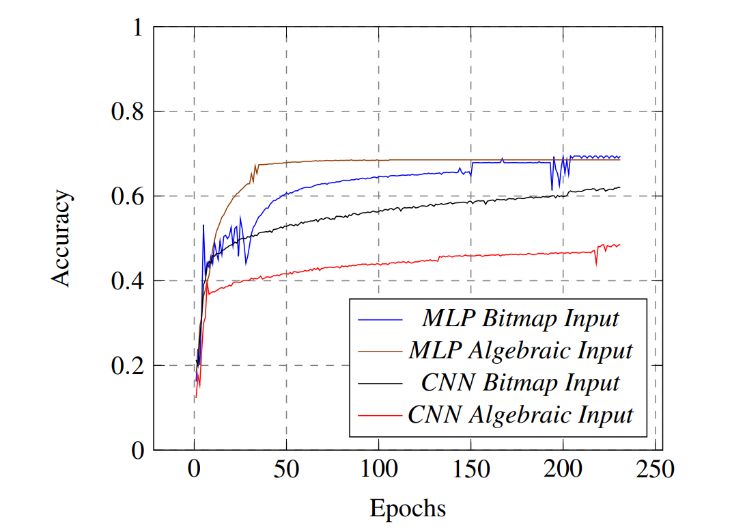 1
0.8
0.6
0.4
0.2
0
Accuracy
MLP Bitmap Input
MLP Algebraic Input
CNN Bitmap Input
CNN Algebraic Input
0 50 100 150 200 250
Epochs